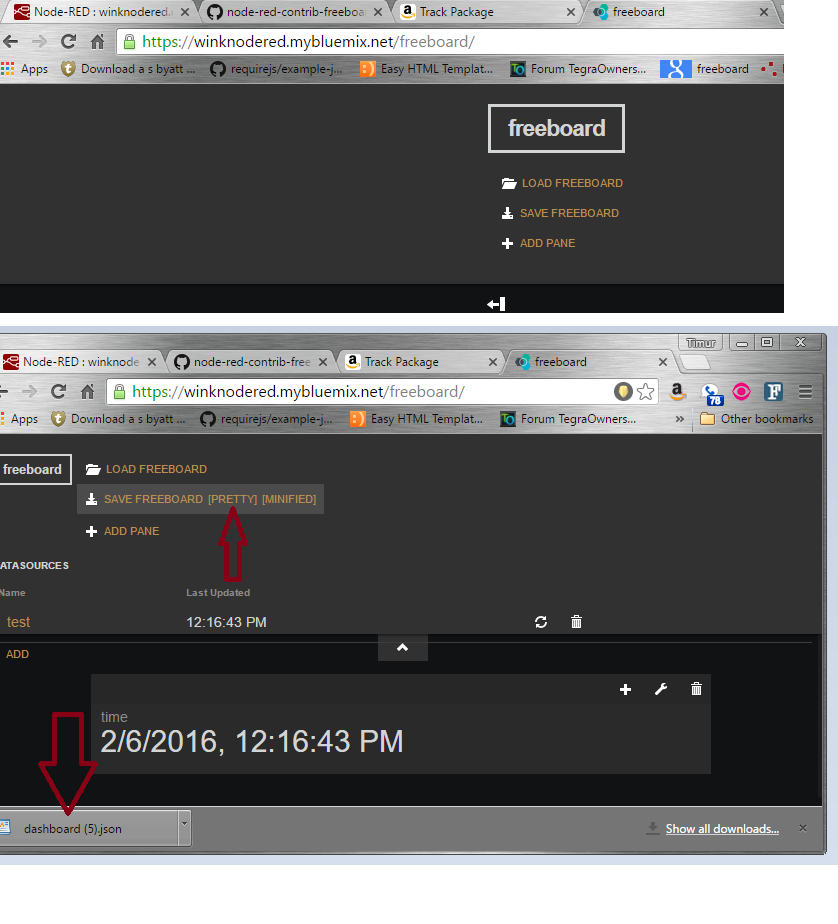 Node-RED : winknodered. node-red-contrib-freeboa Track Package freeboard
https://winknodered.mybluemix.net/freeboard/
Apps Download a s byatt ... requirejs/example-j... Easy HTML Templat... Forum TegraOwners... freeboard
freeboard
LOAD FREEBOARD
SAVE FREEBOARD
ADD PANE
Timur
Node-RED : winknode node-red-contrib-free Track Package freeboard
https://winknodered.mybluemix.net/freeboard/
78
Apps Download a s byatt ... requirejs/example-j... Easy HTML Templat... Forum TegraOwners... » Other bookmarks
freeboard
LOAD FREEBOARD
SAVE FREEBOARD [PRETTY] [MINIFIED]
ADD PANE
ATASOURCES
Name Last Updated
test 12:16:43 PM
ADD
time
2/6/2016, 12:16:43 PM
dashboard (5).json Show all downloads...